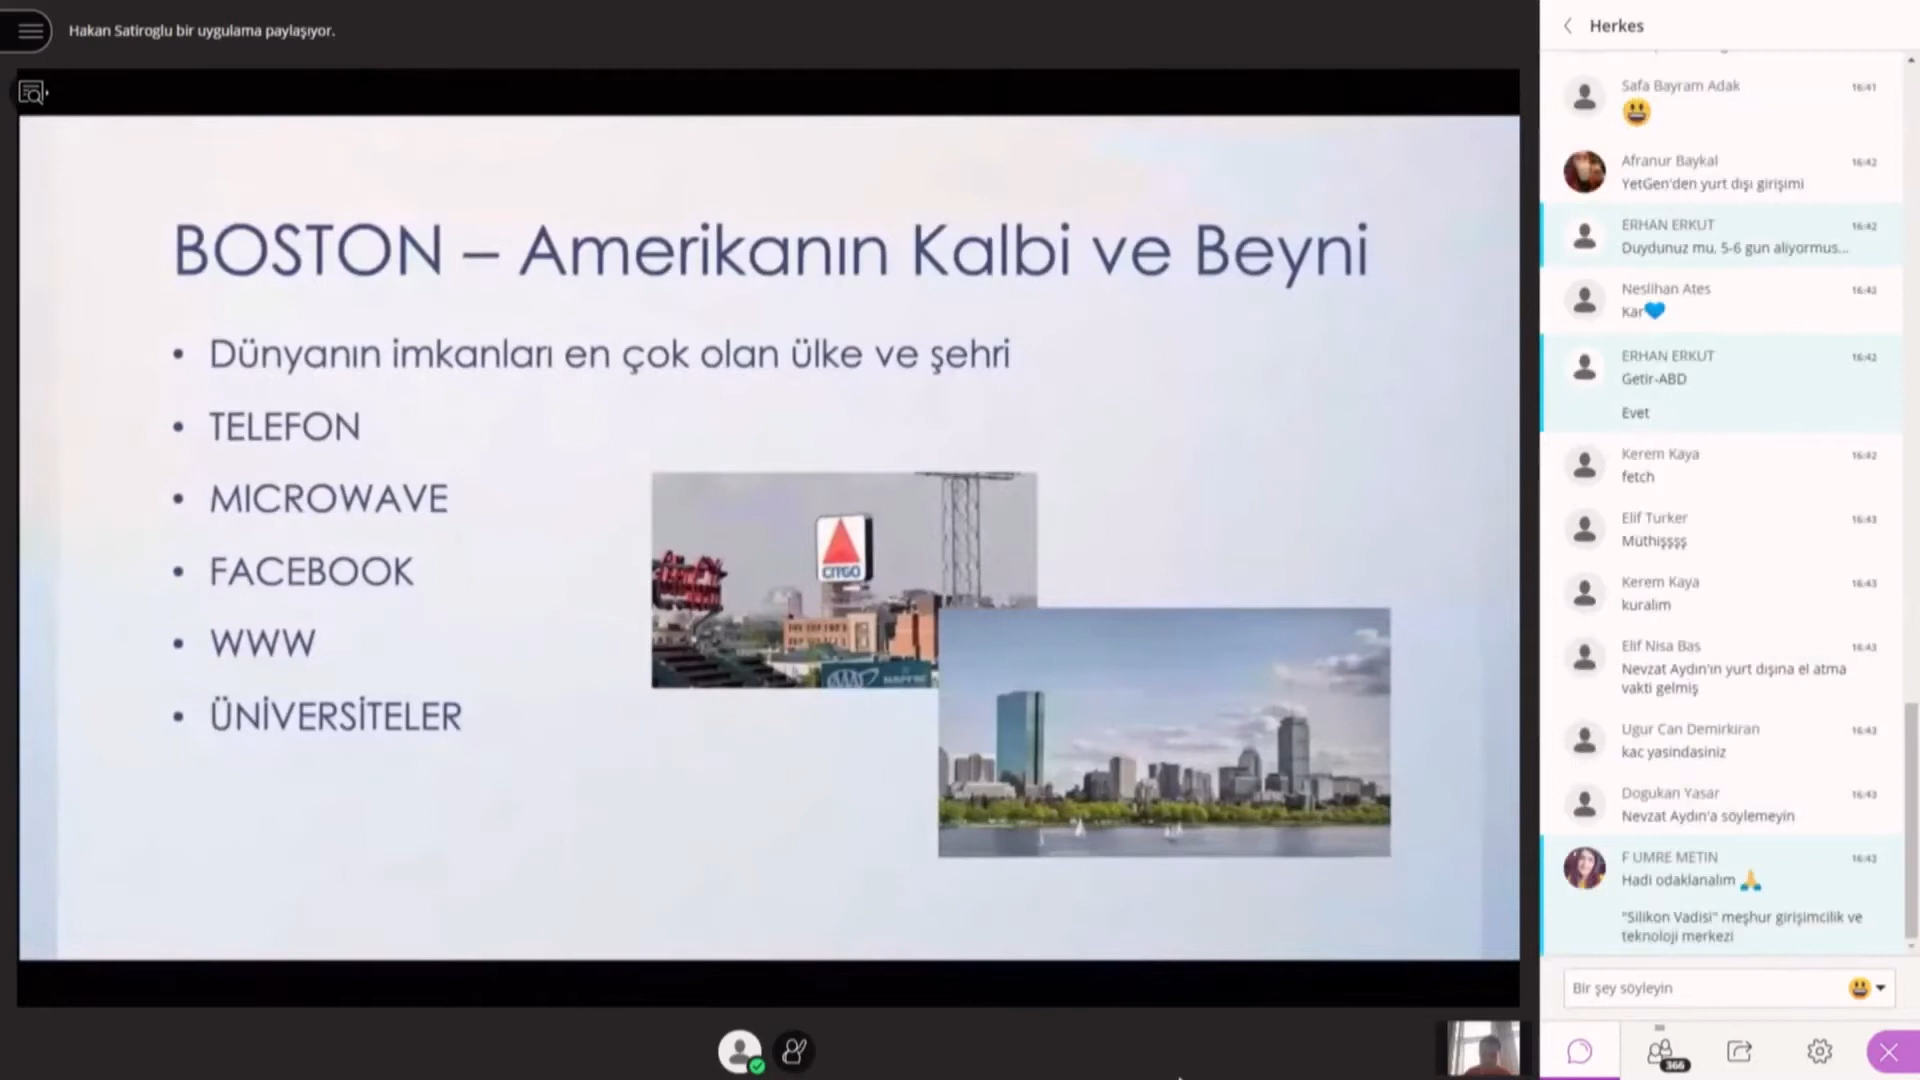 Hakan Satiroglu bir uygulama paylaşıyor.
BOSTON – Amerikanın Kalbi ve Beyni
• Dünyanın imkanları en çok olan ülke ve şehri
• TELEFON
• MICROWAVE
• FACEBOOK
• WWW
• ÜNİVERSİTELER
CITGO
Herkes
Safa Bayram Adak 16:41
😃
Afranur Baykal 16:42
YetGen'den yurt dışı girişimi
ERHAN ERKUT 16:42
Duydunuz mu, 5-6 gun aliyormus...
Neslihan Ates 16:42
Kar💙
ERHAN ERKUT 16:42
Getir-ABD
Evet
Kerem Kaya 16:42
fetch
Elif Turker 16:43
Müthişşşş
Kerem Kaya 16:43
kuralım
Elif Nisa Bas 16:43
Nevzat Aydın'ın yurt dışına el atma
vakti gelmiş
Ugur Can Demirkiran 16:43
kac yasindasiniz
Dogukan Yasar 16:43
Nevzat Aydın'a söylemeyin
F UMRE METIN 16:43
Hadi odaklanalım 🙏
"Silikon Vadisi" meşhur girişimcilik ve
teknoloji merkezi
Bir şey söyleyin
366